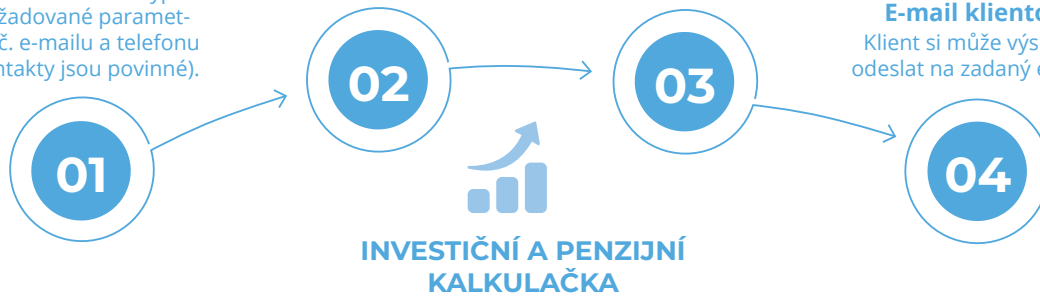 žadované paramet-
č. e-mailu a telefonu
ntakty jsou povinné).
E-mail kliento
Klient si může výs
odeslat na zadaný e
01
02
03
04
INVESTIČNÍ A PENZIJNÍ
KALKULAČKA